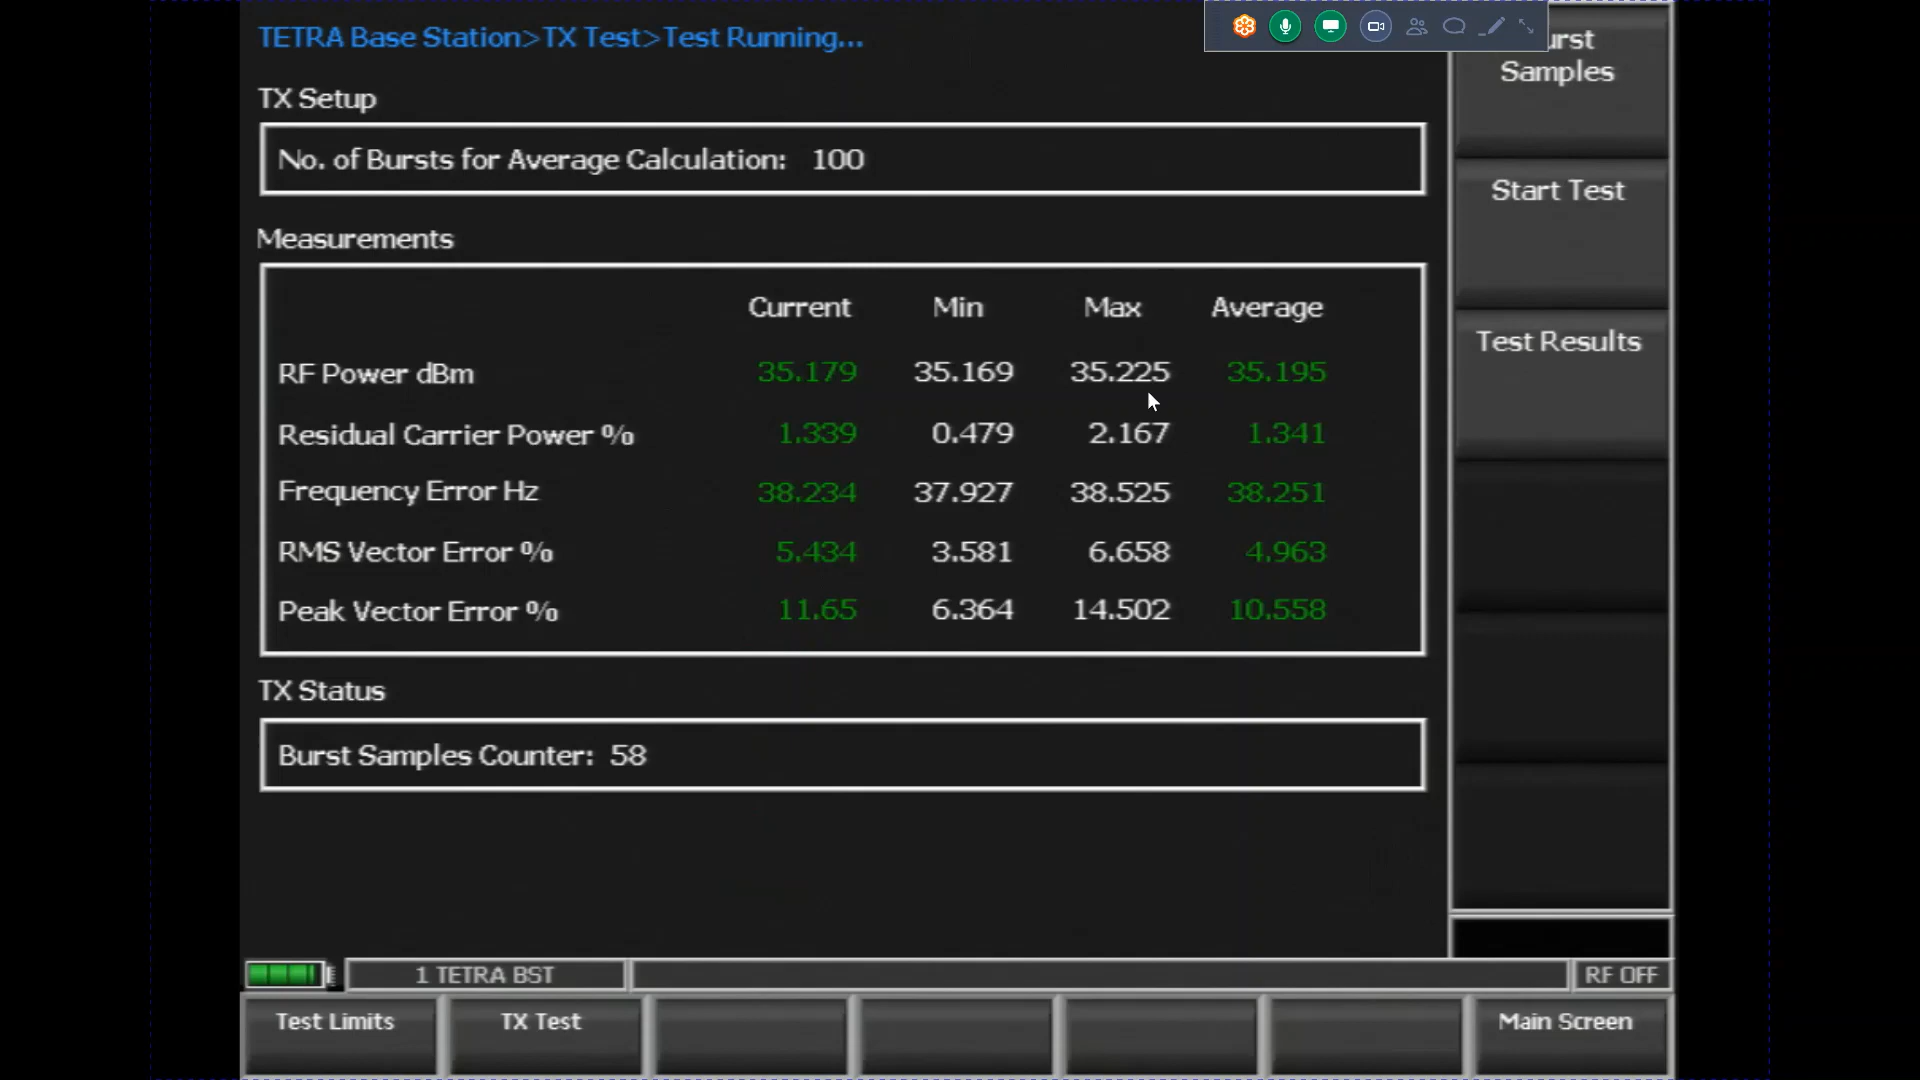 TETRA Base Station>TX Test>Test Running...
TX Setup
No. of Bursts for Average Calculation: 100
Measurements
Current Min Max Average
RF Power dBm 35.179 35.169 35.225 35.195
Residual Carrier Power % 1.339 0.479 2.167 1.341
Frequency Error Hz 38.234 37.927 38.525 38.251
RMS Vector Error % 5.434 3.581 6.658 4.963
Peak Vector Error % 11.65 6.364 14.502 10.558
TX Status
Burst Samples Counter: 58
Samples
Start Test
Test Results
1 TETRA BST
RF OFF
Test Limits
TX Test
Main Screen